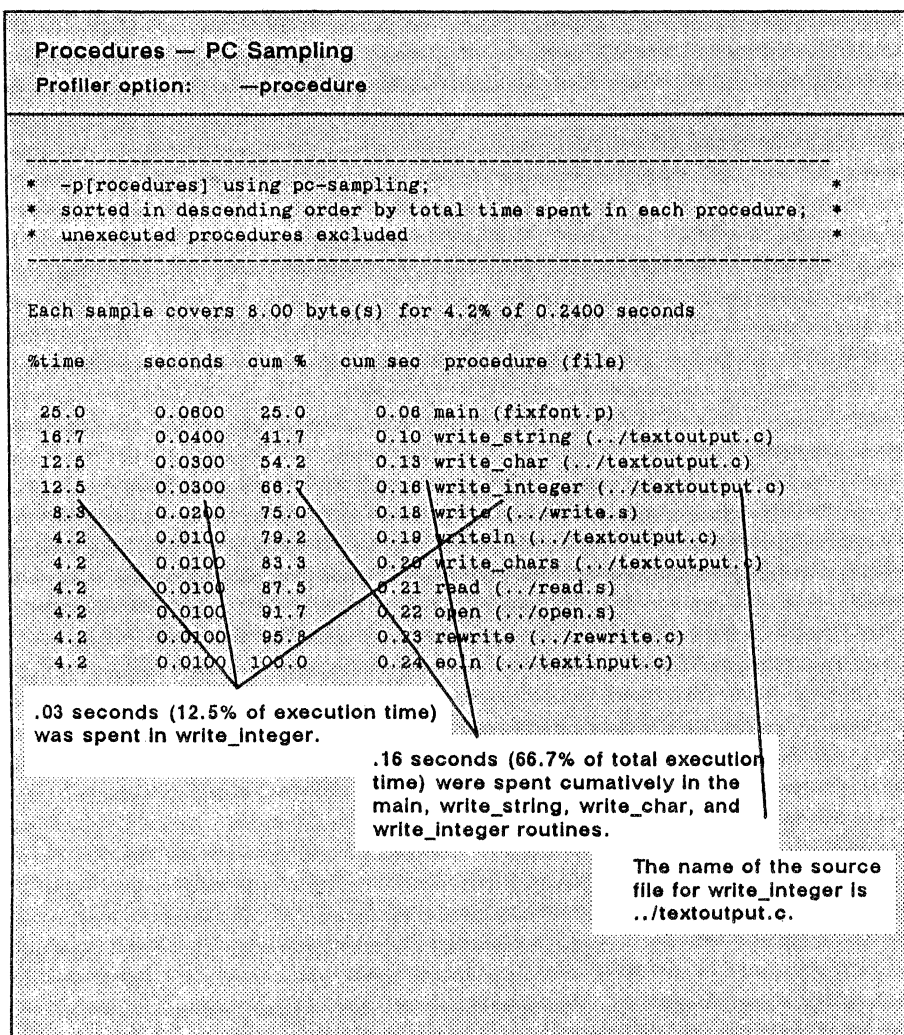 Procedures — PC Sampling
Profiler option: —procedure
----------------------------------------------------------------------------
* -p[rocedures] using pc-sampling; *
* sorted in descending order by total time spent in each procedure; *
* unexecuted procedures excluded *
----------------------------------------------------------------------------
Each sample covers 8.00 byte(s) for 4.2% of 0.2400 seconds
%time seconds cum % cum sec procedure (file)
25.0 0.0600 25.0 0.06 main (fixfont.p)
16.7 0.0400 41.7 0.10 write_string (../textoutput.c)
12.5 0.0300 54.2 0.13 write_char (../textoutput.c)
12.5 0.0300 66.7 0.16 write_integer (../textoutput.c)
8.3 0.0200 75.0 0.18 write (../write.s)
4.2 0.0100 79.2 0.19 writeln (../textoutput.c)
4.2 0.0100 83.3 0.20 write_chars (../textoutput.c)
4.2 0.0100 87.5 0.21 read (../read.s)
4.2 0.0100 91.7 0.22 open (../open.s)
4.2 0.0100 95.8 0.23 rewrite (../rewrite.c)
4.2 0.0100 100.0 0.24 eoln (../textinput.c)
.03 seconds (12.5% of execution time)
was spent in write_integer.
.16 seconds (66.7% of total execution
time) were spent cumatively in the
main, write_string, write_char, and
write_integer routines.
The name of the source
file for write_integer is
../textoutput.c.